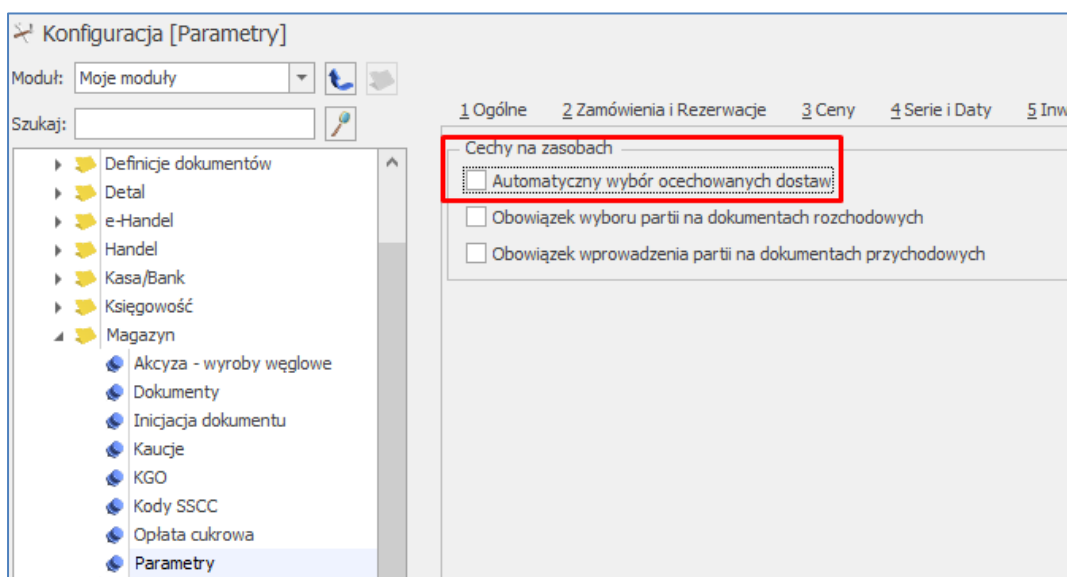 Konfiguracja [Parametry]
Moduł: Moje moduły
Szukaj:
Definicje dokumentów
Detal
e-Handel
Handel
Kasa/Bank
Księgowość
Magazyn
Akcyza - wyroby węglowe
Dokumenty
Inicjacja dokumentu
Kaucje
KGO
Kody SSCC
Opłata cukrowa
Parametry
1 Ogólne 2 Zamówienia i Rezerwacje 3 Ceny 4 Serie i Daty 5 Inw
Cechy na zasobach
Automatyczny wybór ocechowanych dostaw
Obowiązek wyboru partii na dokumentach rozchodowych
Obowiązek wprowadzenia partii na dokumentach przychodowych